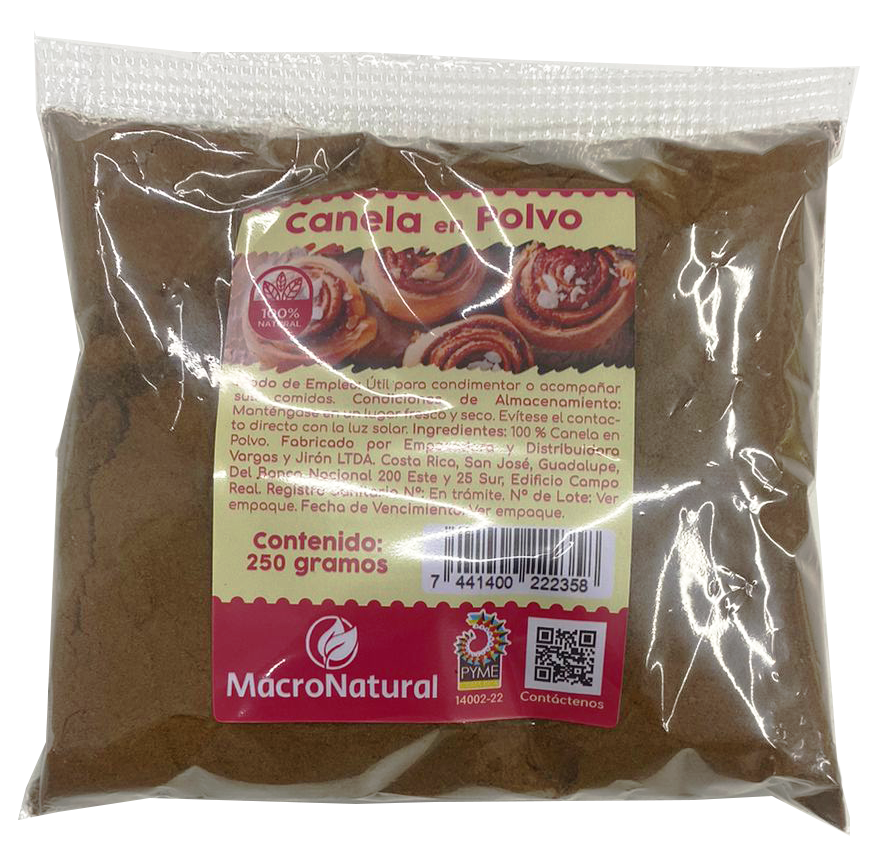 Canela en Polvo
100%
NATURAL
Modo de Empleo: Útil para condimentar o acompañar
sus comidas. Condiciones de Almacenamiento:
Manténgase en un lugar fresco y seco. Evítese el contac-
to directo con la luz solar. Ingredientes: 100 % Canela en
Polvo. Fabricado por Empacadora y Distribuidora
Vargas y Jirón LTDA. Costa Rica, San José, Guadalupe,
Del Banco Nacional 200 Este y 25 Sur, Edificio Campo
Real. Registro Sanitario Nº: En trámite. Nº de Lote: Ver
empaque. Fecha de Vencimiento: Ver empaque.
Contenido:
250 gramos
7 441400 222358
MacroNatural
PYME
14002-22
Contáctenos